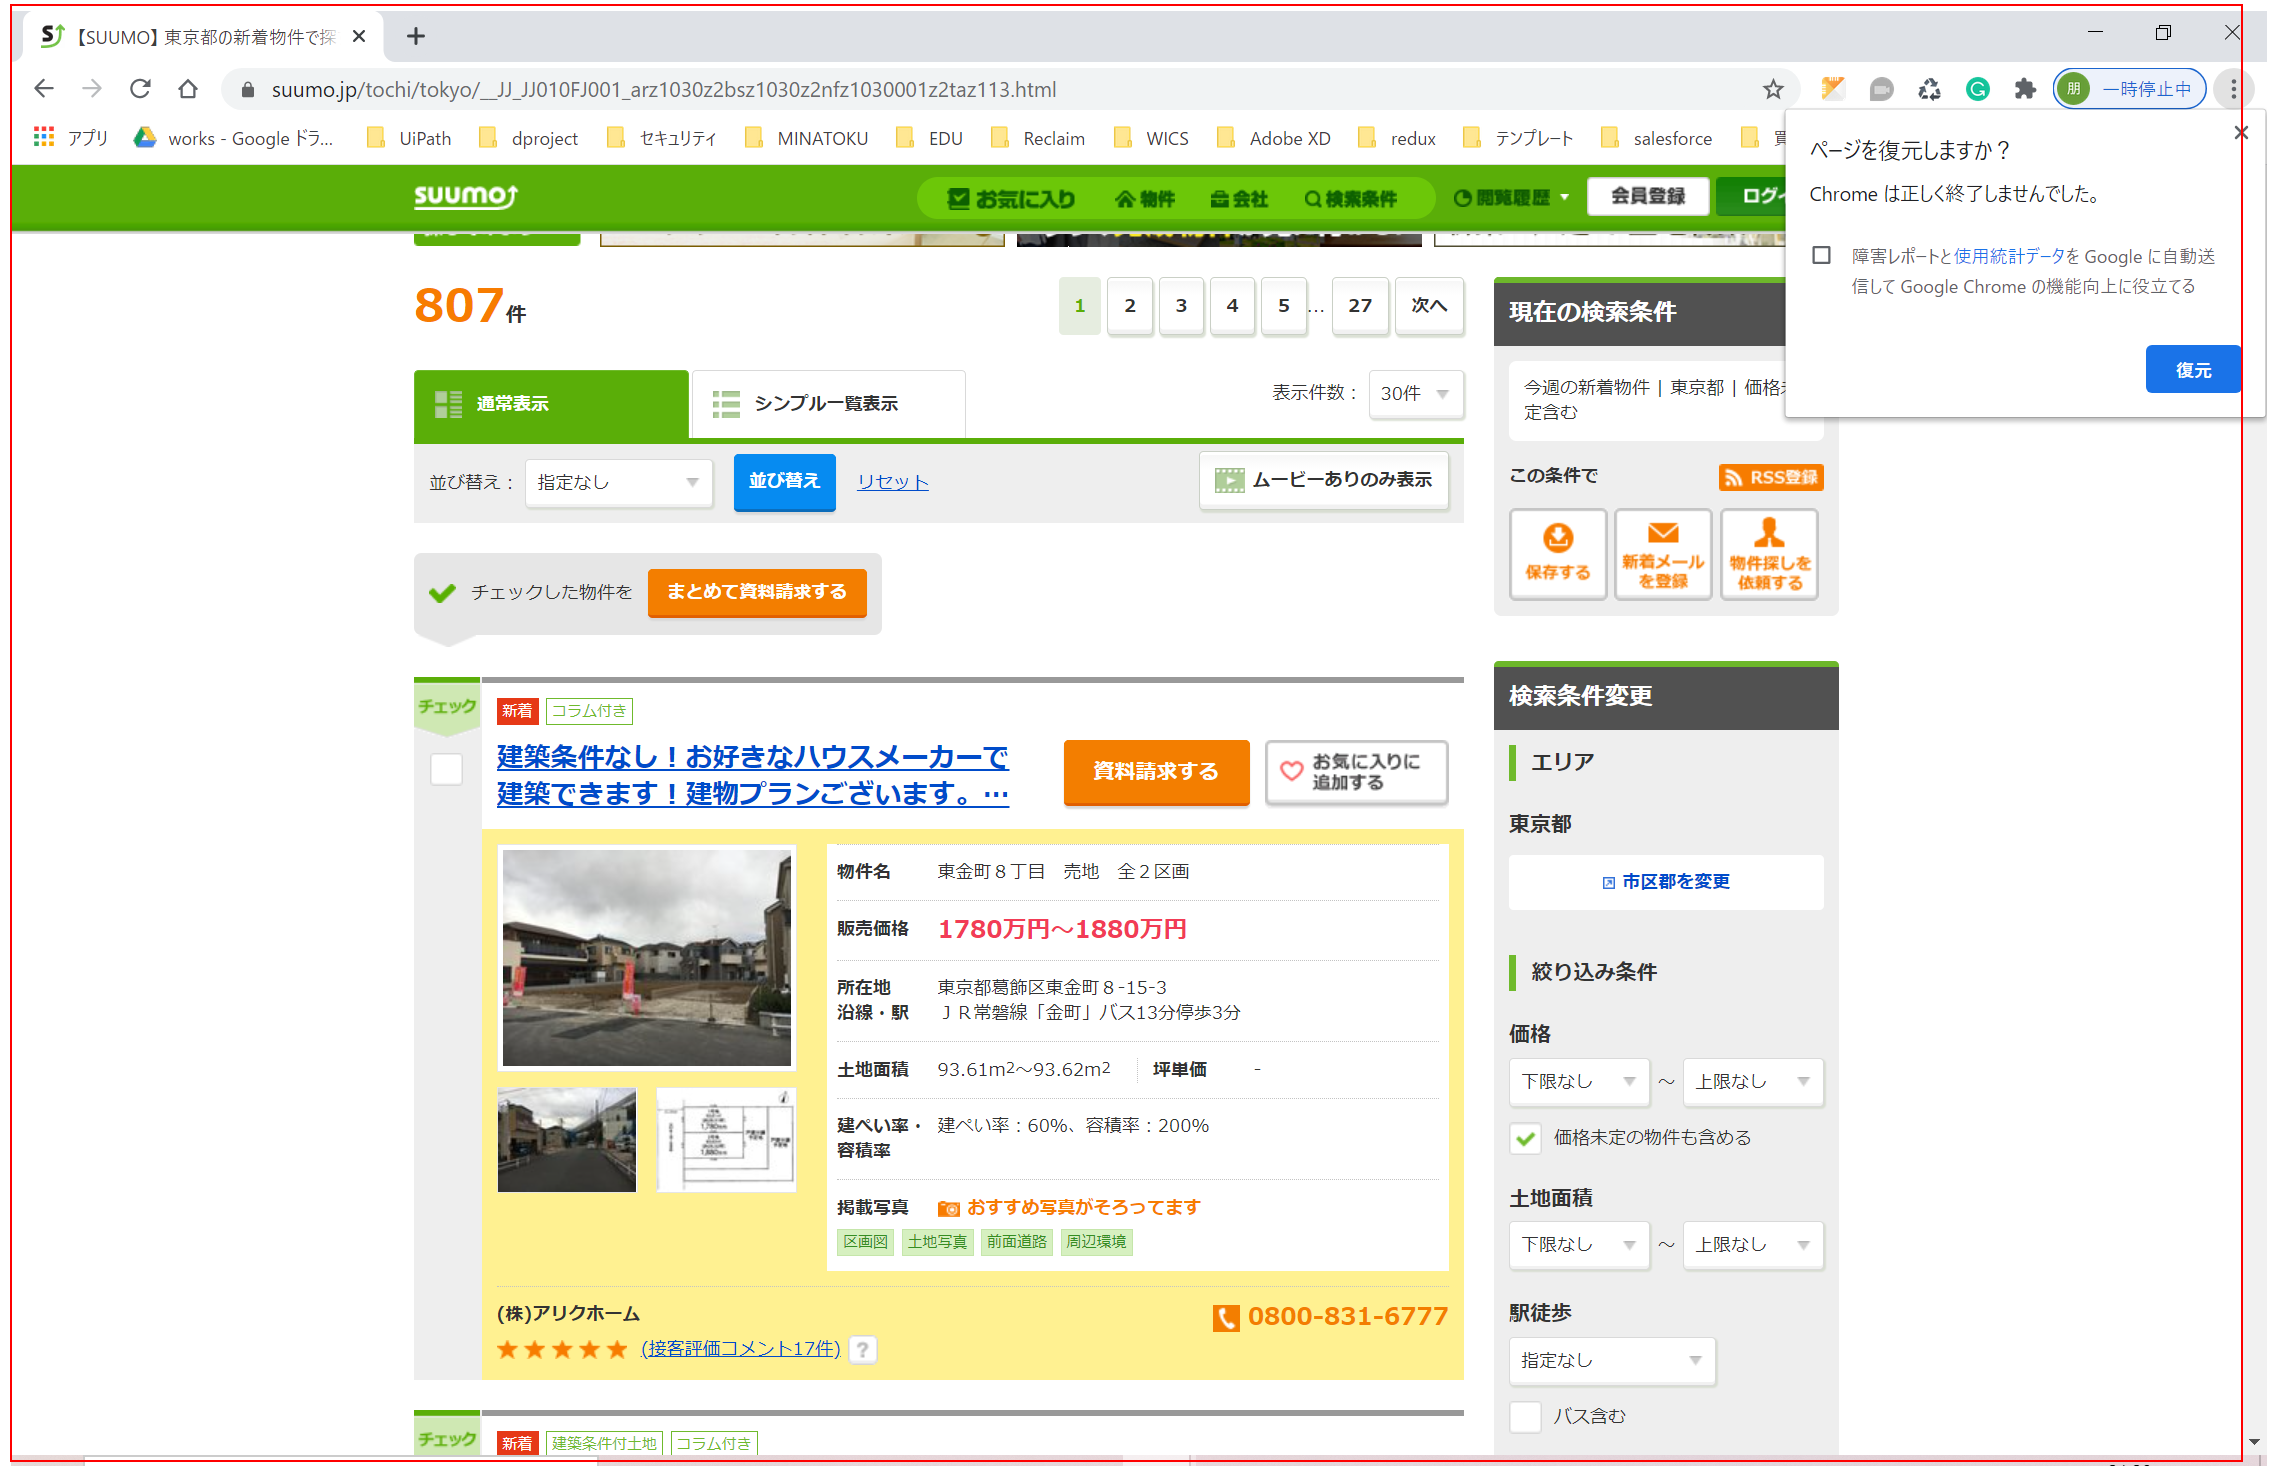 【SUUMO】東京都の新着物件で探
suumo.jp/tochi/tokyo/__JJ_JJ010FJ001_arz1030z2bsz1030z2nfz1030001z2taz113.html
朋 一時停止中
アプリ works - Google ドラ... UiPath dproject セキュリティ MINATOKU EDU Reclaim WICS Adobe XD redux テンプレート salesforce
ページを復元しますか？
Chrome は正しく終了しませんでした。
障害レポートと使用統計データを Google に自動送
信して Google Chrome の機能向上に役立てる
復元
suumo お気に入り 物件 会社 検索条件 閲覧履歴 会員登録 ログイ
807件
1 2 3 4 5 ... 27 次へ
通常表示 シンプル一覧表示
表示件数： 30件
並び替え： 指定なし 並び替え リセット ムービーありのみ表示
チェックした物件を まとめて資料請求する
チェック
新着 コラム付き
建築条件なし！お好きなハウスメーカーで
建築できます！建物プランございます。…
資料請求する
お気に入りに
追加する
物件名 東金町８丁目　売地　全２区画
販売価格 1780万円～1880万円
所在地 東京都葛飾区東金町８-15-3
沿線・駅 ＪＲ常磐線「金町」バス13分停歩3分
土地面積 93.61m2～93.62m2 坪単価 -
建ぺい率・ 建ぺい率：60%、容積率：200%
容積率
掲載写真 おすすめ写真がそろってます
区画図 土地写真 前面道路 周辺環境
1,780万円
1,880万円
(株)アリクホーム
0800-831-6777
★★★★★ (接客評価コメント17件) ?
チェック
新着 建築条件付土地 コラム付き
現在の検索条件
今週の新着物件 | 東京都 | 価格
定含む
この条件で RSS登録
保存する
新着メール
を登録
物件探しを
依頼する
検索条件変更
エリア
東京都
市区郡を変更
絞り込み条件
価格
下限なし ～ 上限なし
価格未定の物件も含める
土地面積
下限なし ～ 上限なし
駅徒歩
指定なし
バス含む